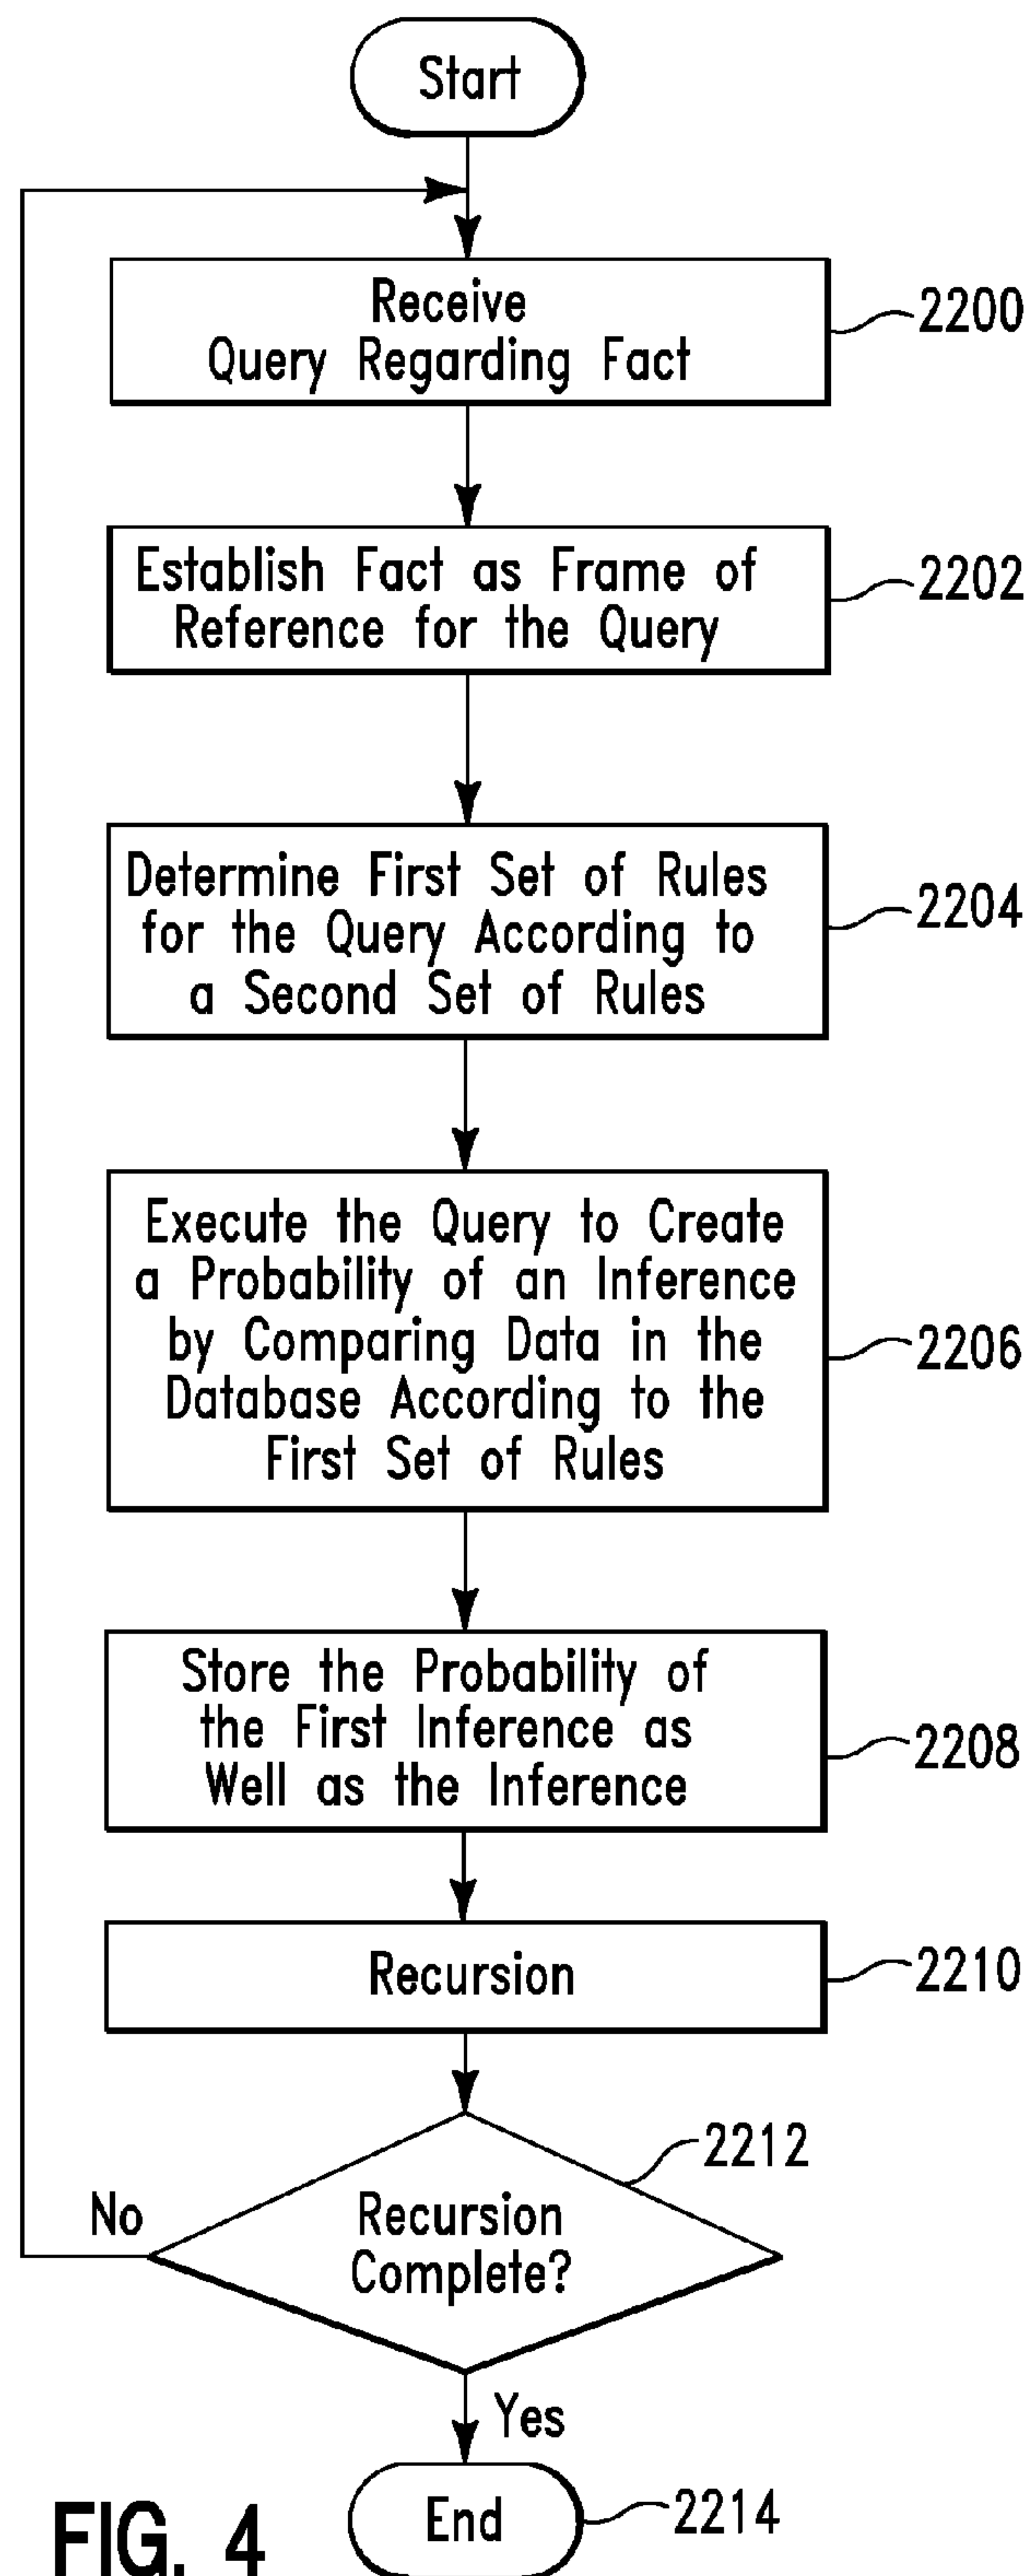 Start
Receive
Query Regarding Fact
2200
Establish Fact as Frame of
Reference for the Query
2202
Determine First Set of Rules
for the Query According to
a Second Set of Rules
2204
Execute the Query to Create
a Probability of an Inference
by Comparing Data in the
Database According to the
First Set of Rules
2206
Store the Probability of
the First Inference as
Well as the Inference
2208
Recursion
2210
2212
No
Recursion
Complete?
Yes
End
2214
FIG. 4